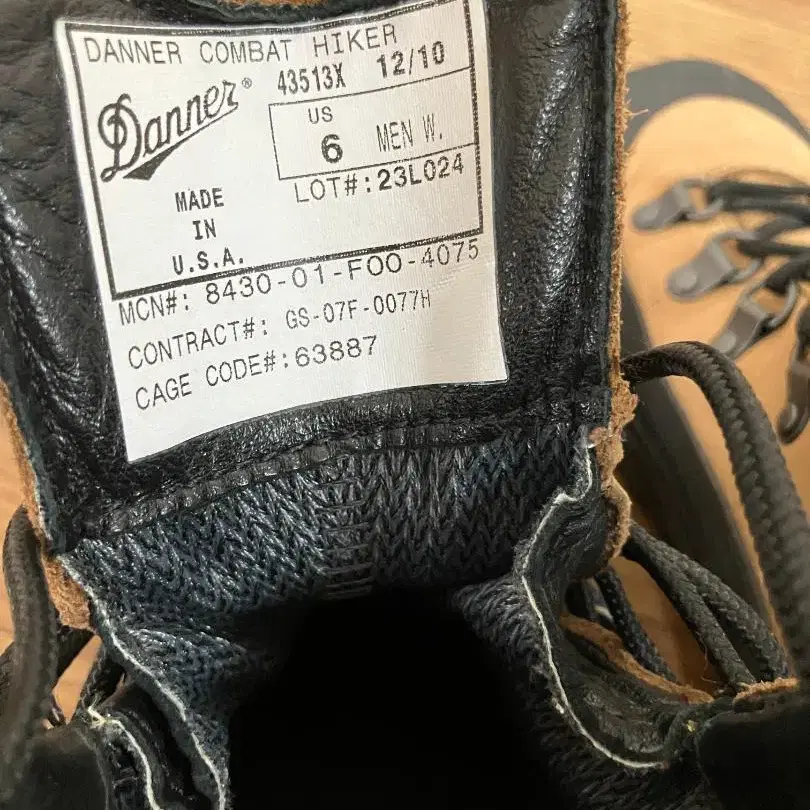 DANNER COMBAT HIKER
Danner® 43513X 12/10
US
6 MEN W.
MADE
IN
U.S.A.
LOT#:23L024
MCN#: 8430-01-F00-4075
CONTRACT#: GS-07F-0077H
CAGE CODE#:63887